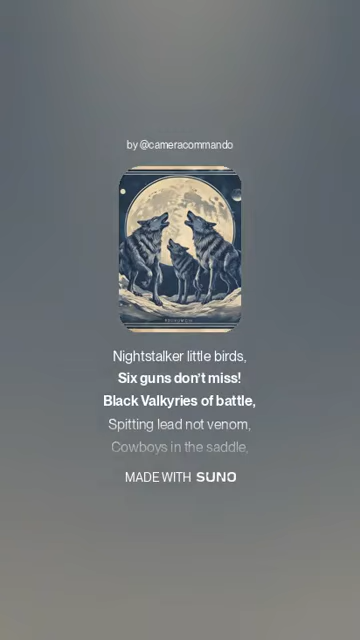 by @cameracommando
Nightstalker little birds,
Six guns don't miss!
Black Valkyries of battle,
Spitting lead not venom,
Cowboys in the saddle,
MADE WITH SUNO